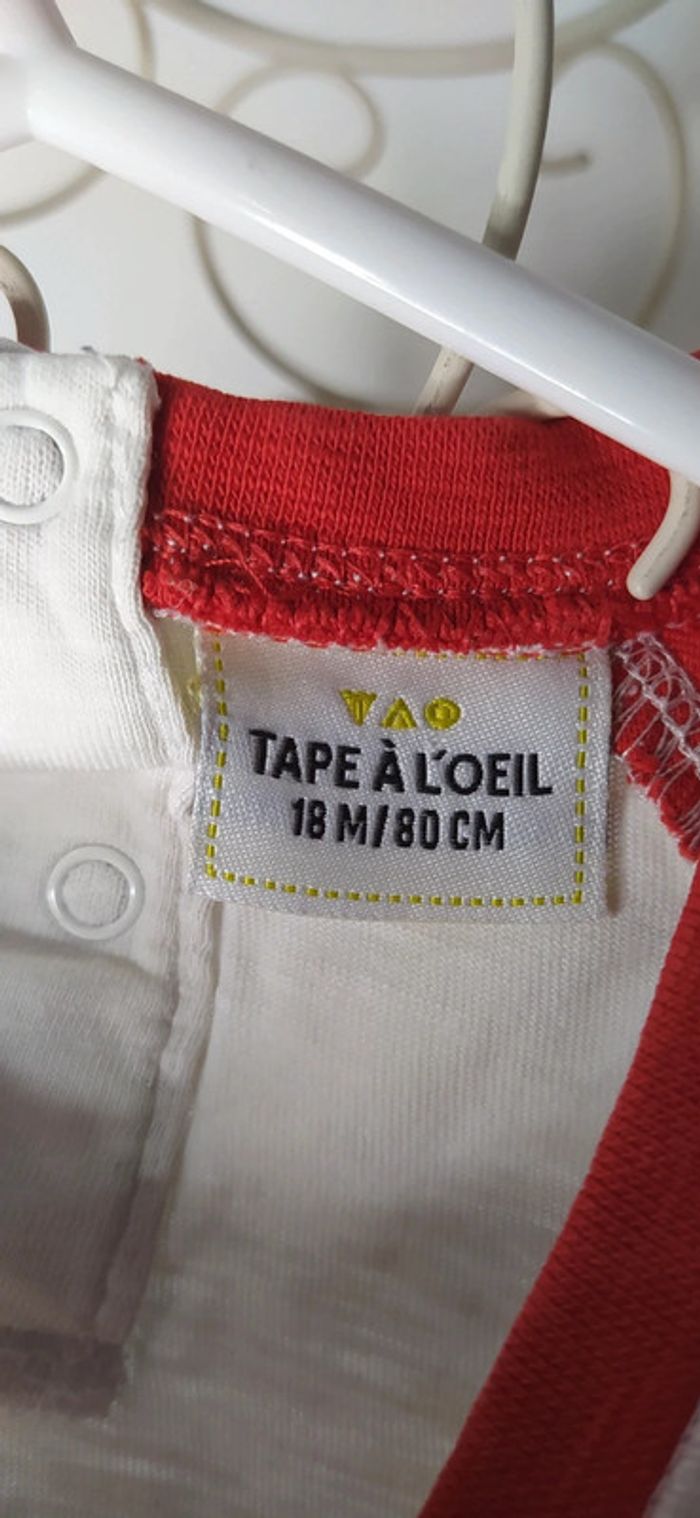 TAO
TAPE À L'OEIL
18 M/80 CM